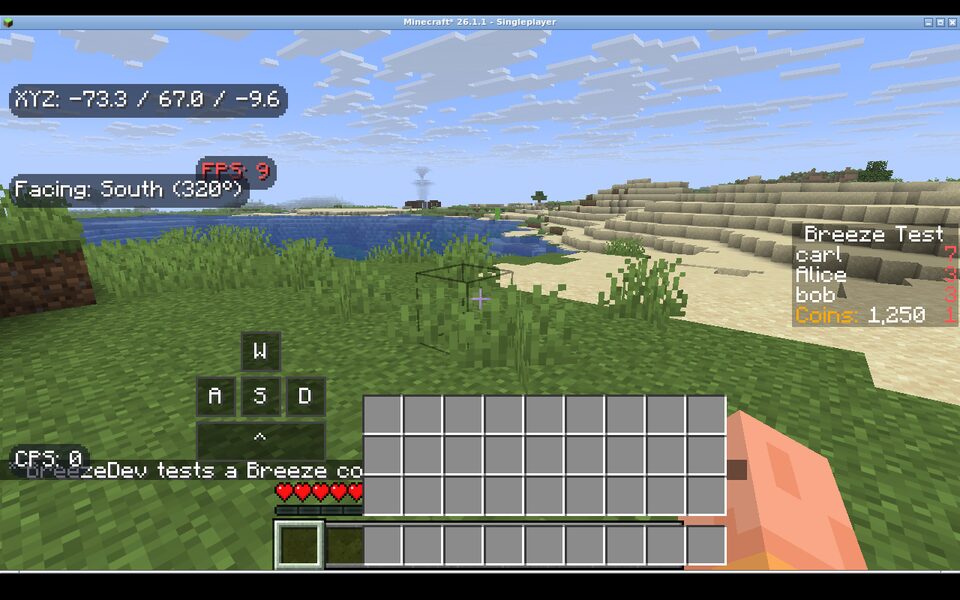 Minecraft* 26.1.1 - Singleplayer
XYZ: -73.3 / 67.0 / -9.6
FPS: 9
Facing: South (320°)
Breeze Test
carl
Alice 3
bob 3
Coins: 1,250 1
W
A S D
^
CPS: 0
BreezeDev tests a Breeze co